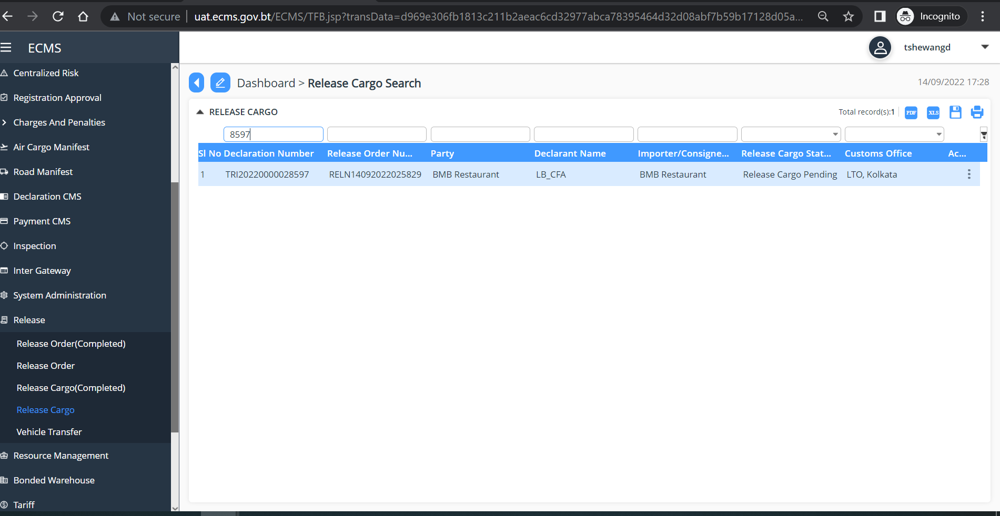 Not secure uat.ecms.gov.bt/ECMS/TFB.jsp?transData=d969e306fb1813c211b2aeac6cd32977abca78395464d32d08abf7b59b17128d05a... Incognito
ECMS
tshewangd
Centralized Risk
Registration Approval
Charges And Penalties
Air Cargo Manifest
Road Manifest
Declaration CMS
Payment CMS
Inspection
Inter Gateway
System Administration
Release
Release Order(Completed)
Release Order
Release Cargo(Completed)
Release Cargo
Vehicle Transfer
Resource Management
Bonded Warehouse
Tariff
Dashboard > Release Cargo Search
14/09/2022 17:28
RELEASE CARGO
Total record(s):1 PDF XLS
8597
Sl No Declaration Number Release Order Nu... Party Declarant Name Importer/Consigne... Release Cargo Stat... Customs Office Ac...
1 TRI20220000028597 RELN14092022025829 BMB Restaurant LB_CFA BMB Restaurant Release Cargo Pending LTO, Kolkata